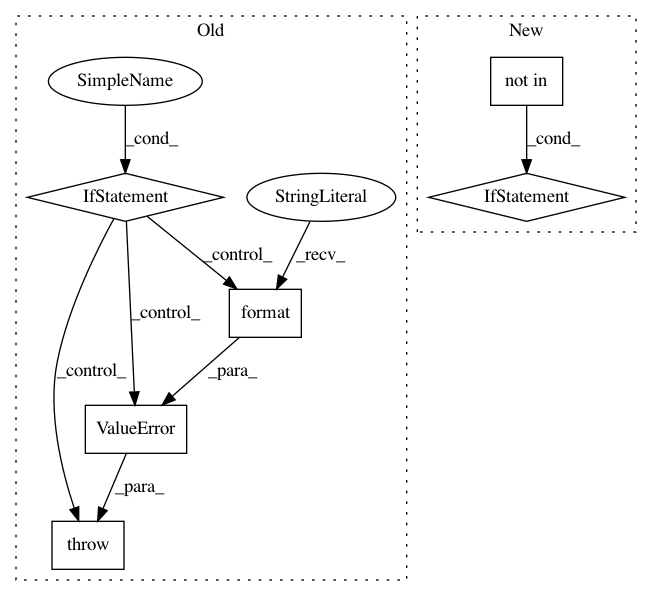 Old
New
SimpleName
not in
_cond_
_cond_
IfStatement
StringLiteral
IfStatement
_control_
_recv_
_control_
format
_control_
_para_
ValueError
_para_
throw